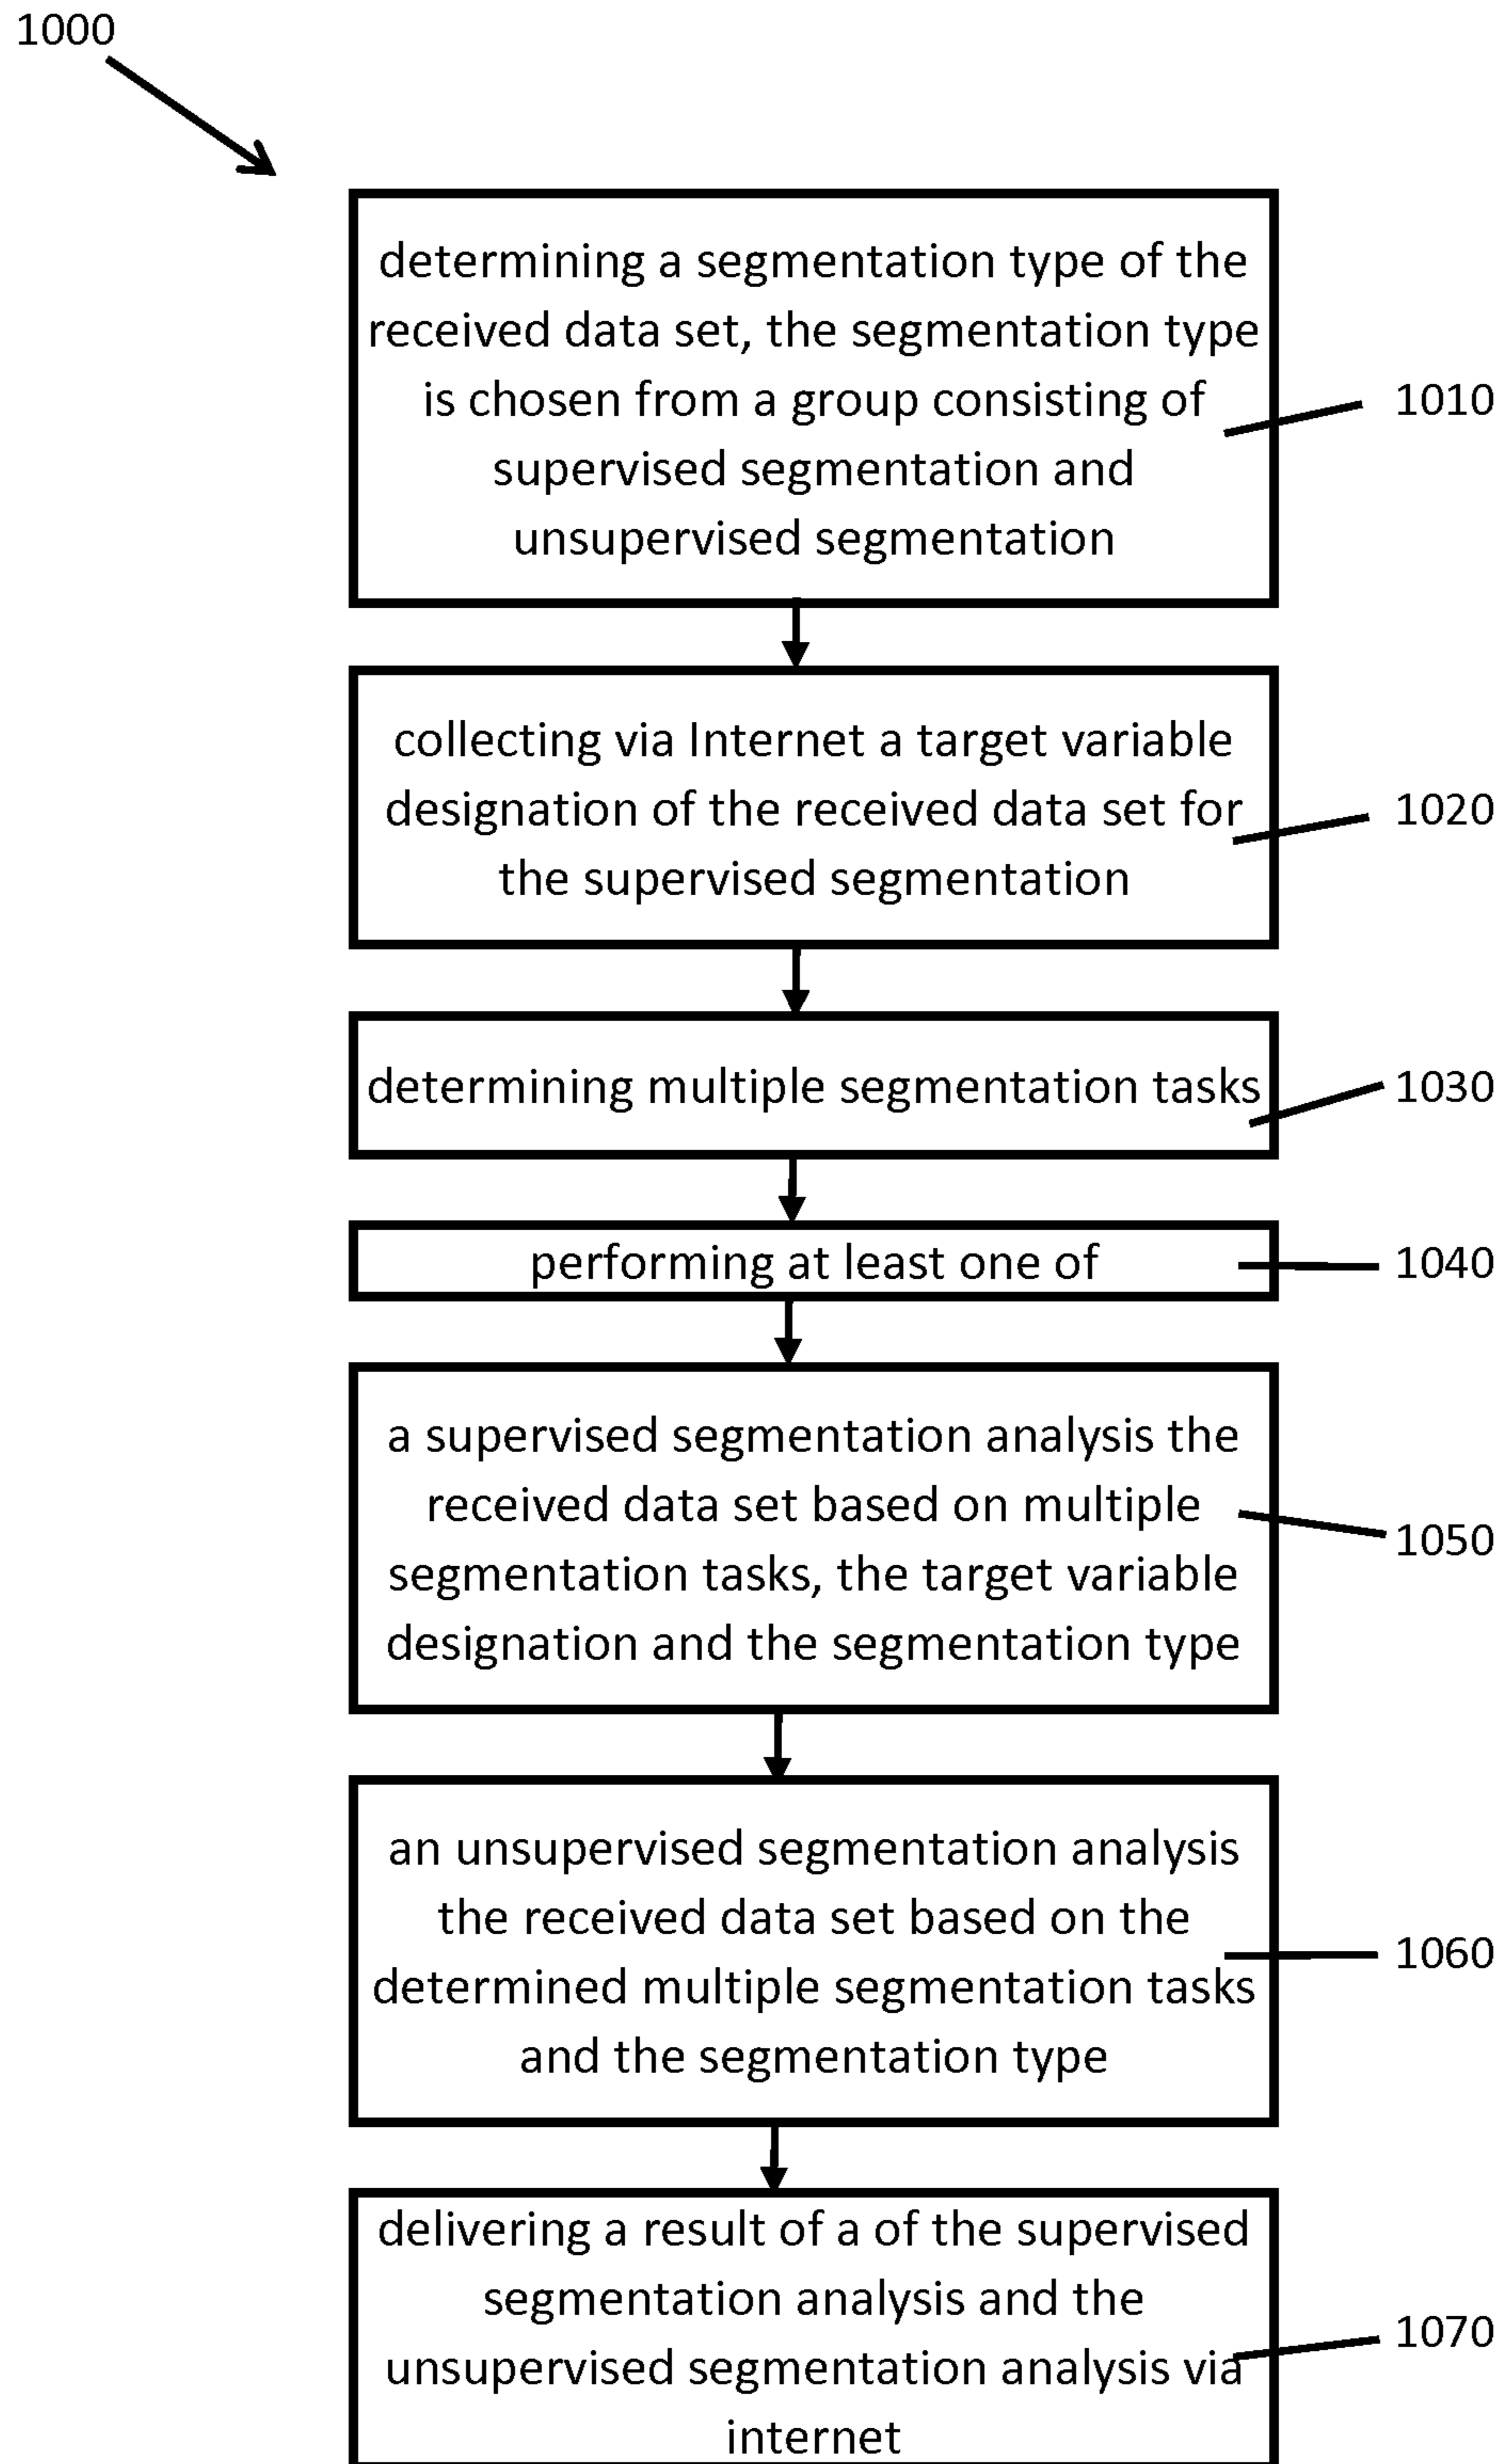 1000
determining a segmentation type of the
received data set, the segmentation type
is chosen from a group consisting of
supervised segmentation and
unsupervised segmentation
1010
collecting via Internet a target variable
designation of the received data set for
the supervised segmentation
1020
determining multiple segmentation tasks
1030
performing at least one of
1040
a supervised segmentation analysis the
received data set based on multiple
segmentation tasks, the target variable
designation and the segmentation type
1050
an unsupervised segmentation analysis
the received data set based on the
determined multiple segmentation tasks
and the segmentation type
1060
delivering a result of a of the supervised
segmentation analysis and the
unsupervised segmentation analysis via
internet
1070